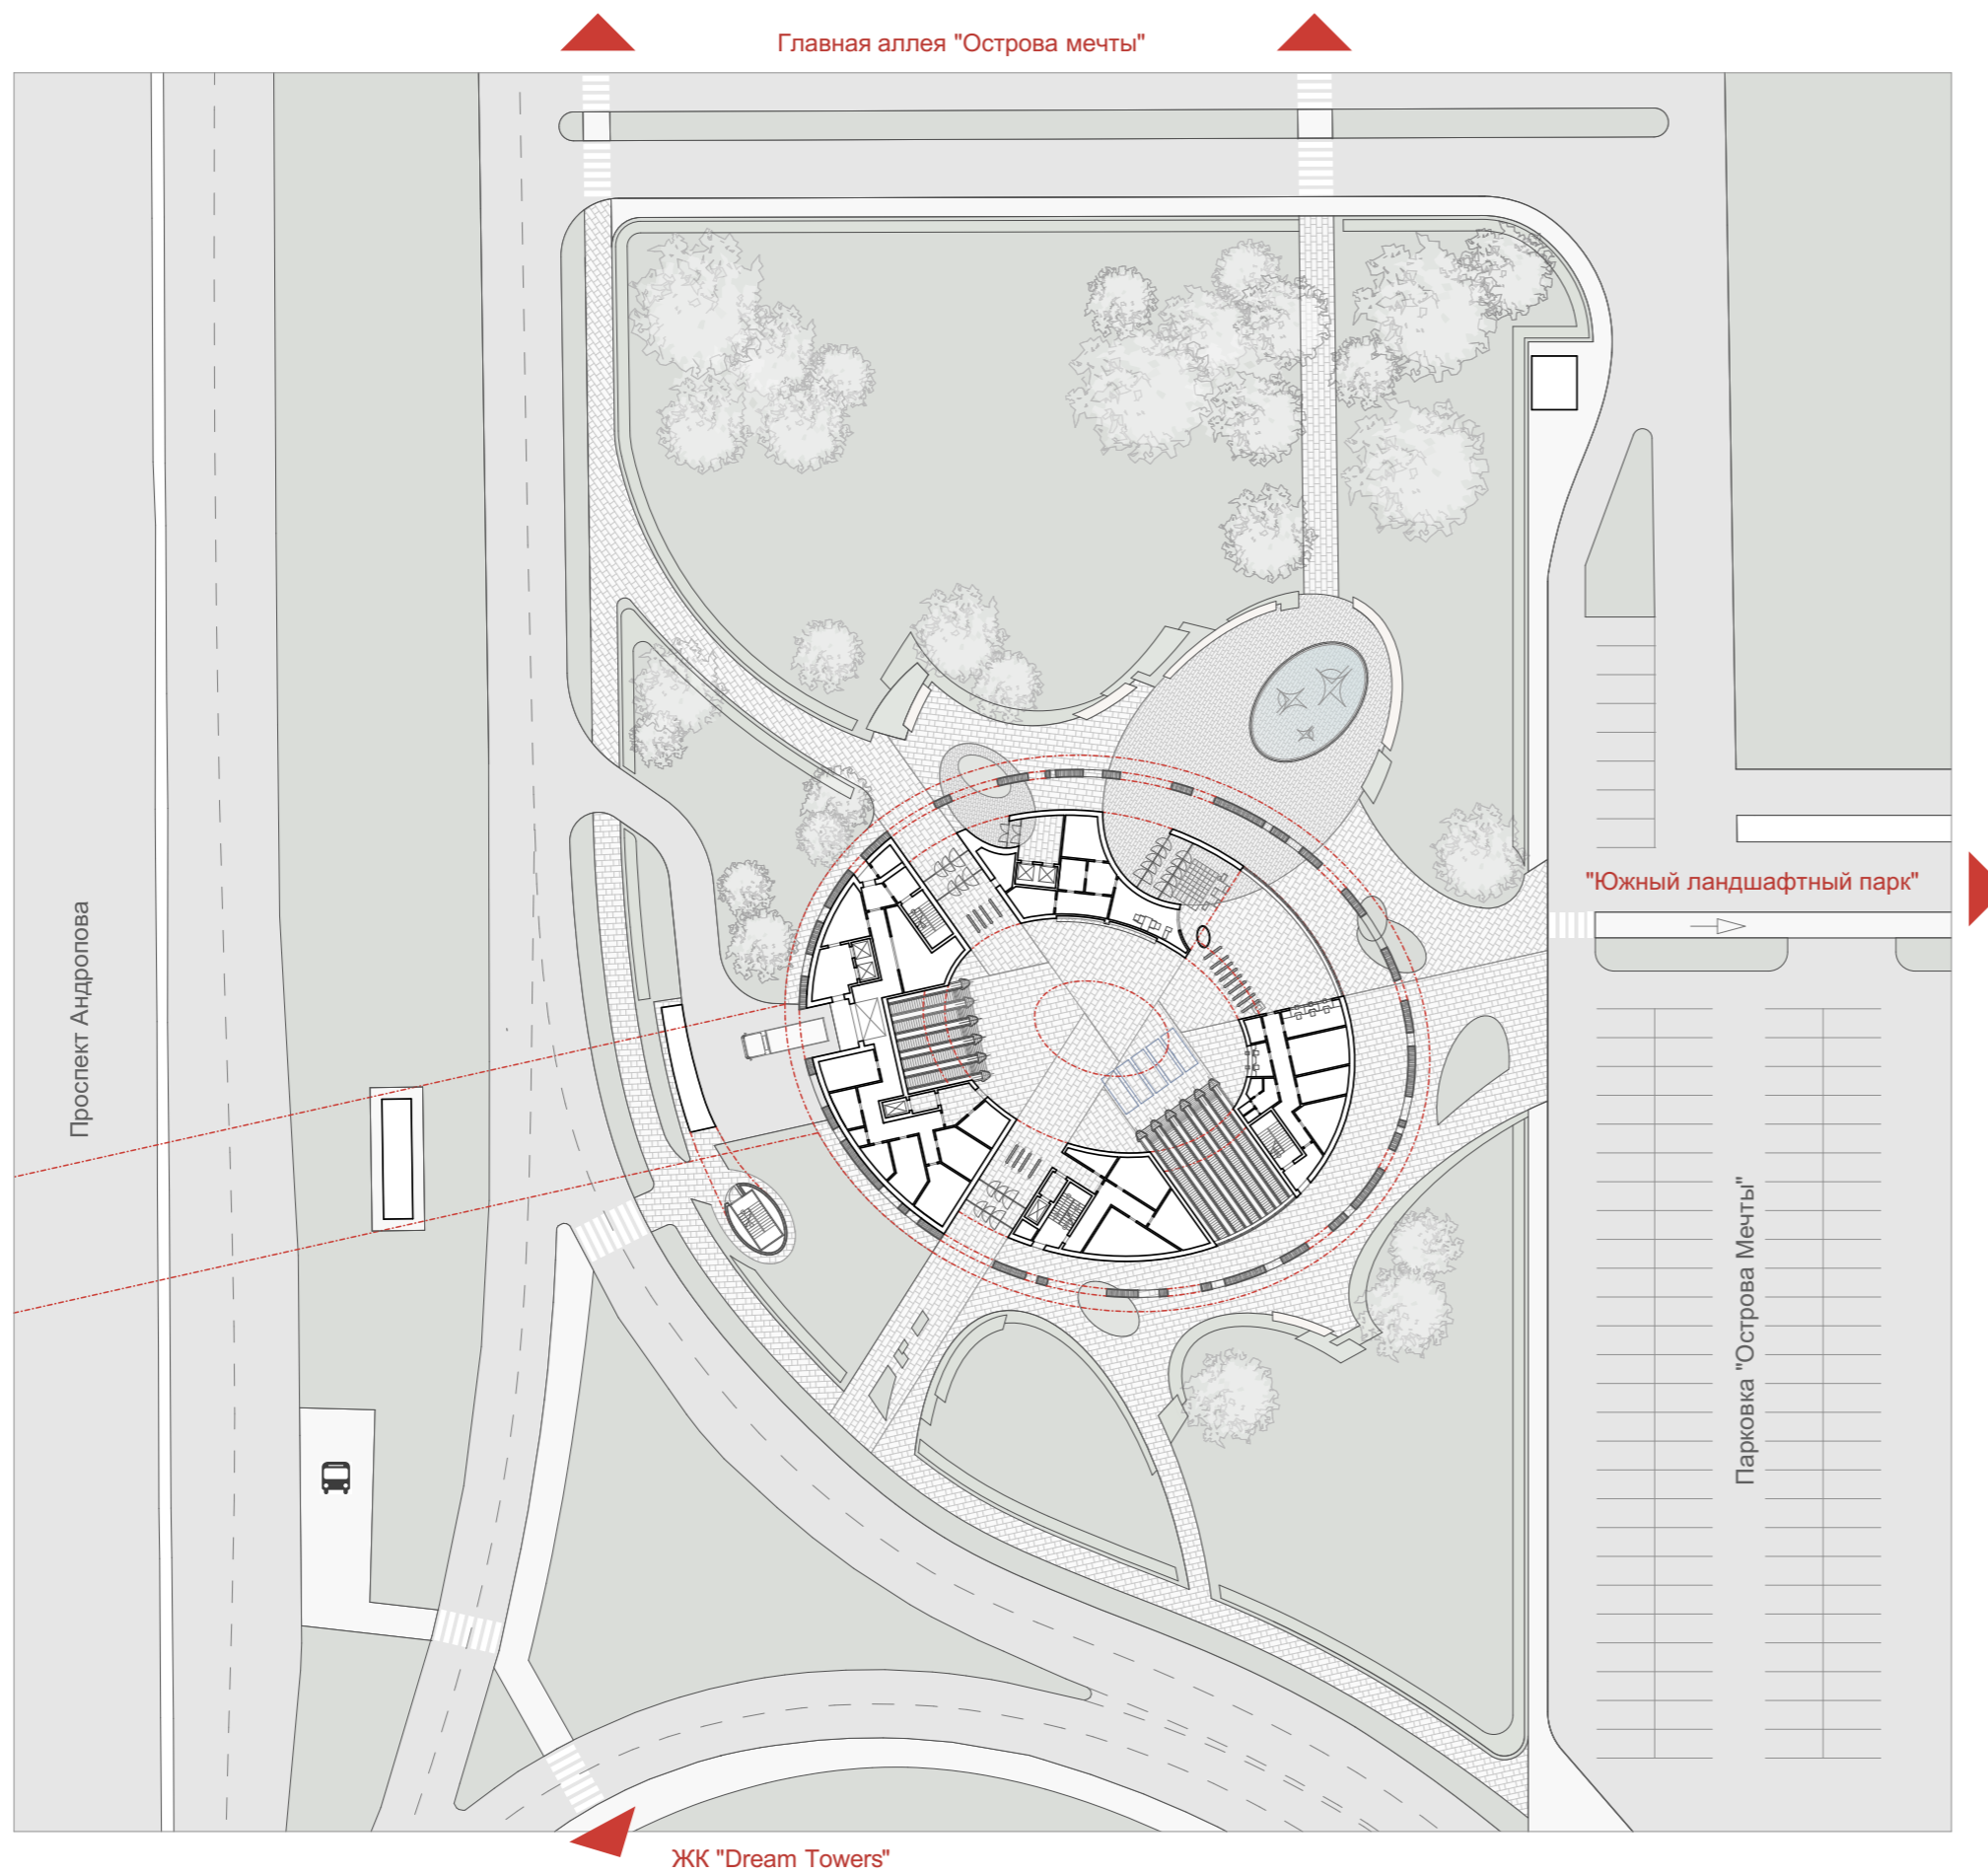 Главная аллея "Острова мечты"
"Южный ландшафтный парк"
Проспект Андропова
Парковка "Острова Мечты"
ЖК "Dream Towers"